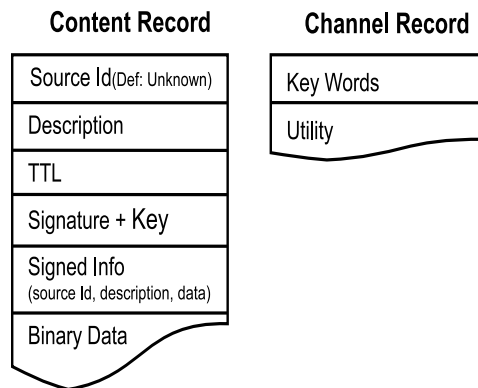 Content Record
Source Id(Def: Unknown)
Description
TTL
Signature + Key
Signed Info
(source Id, description, data)
Binary Data
Channel Record
Key Words
Utility